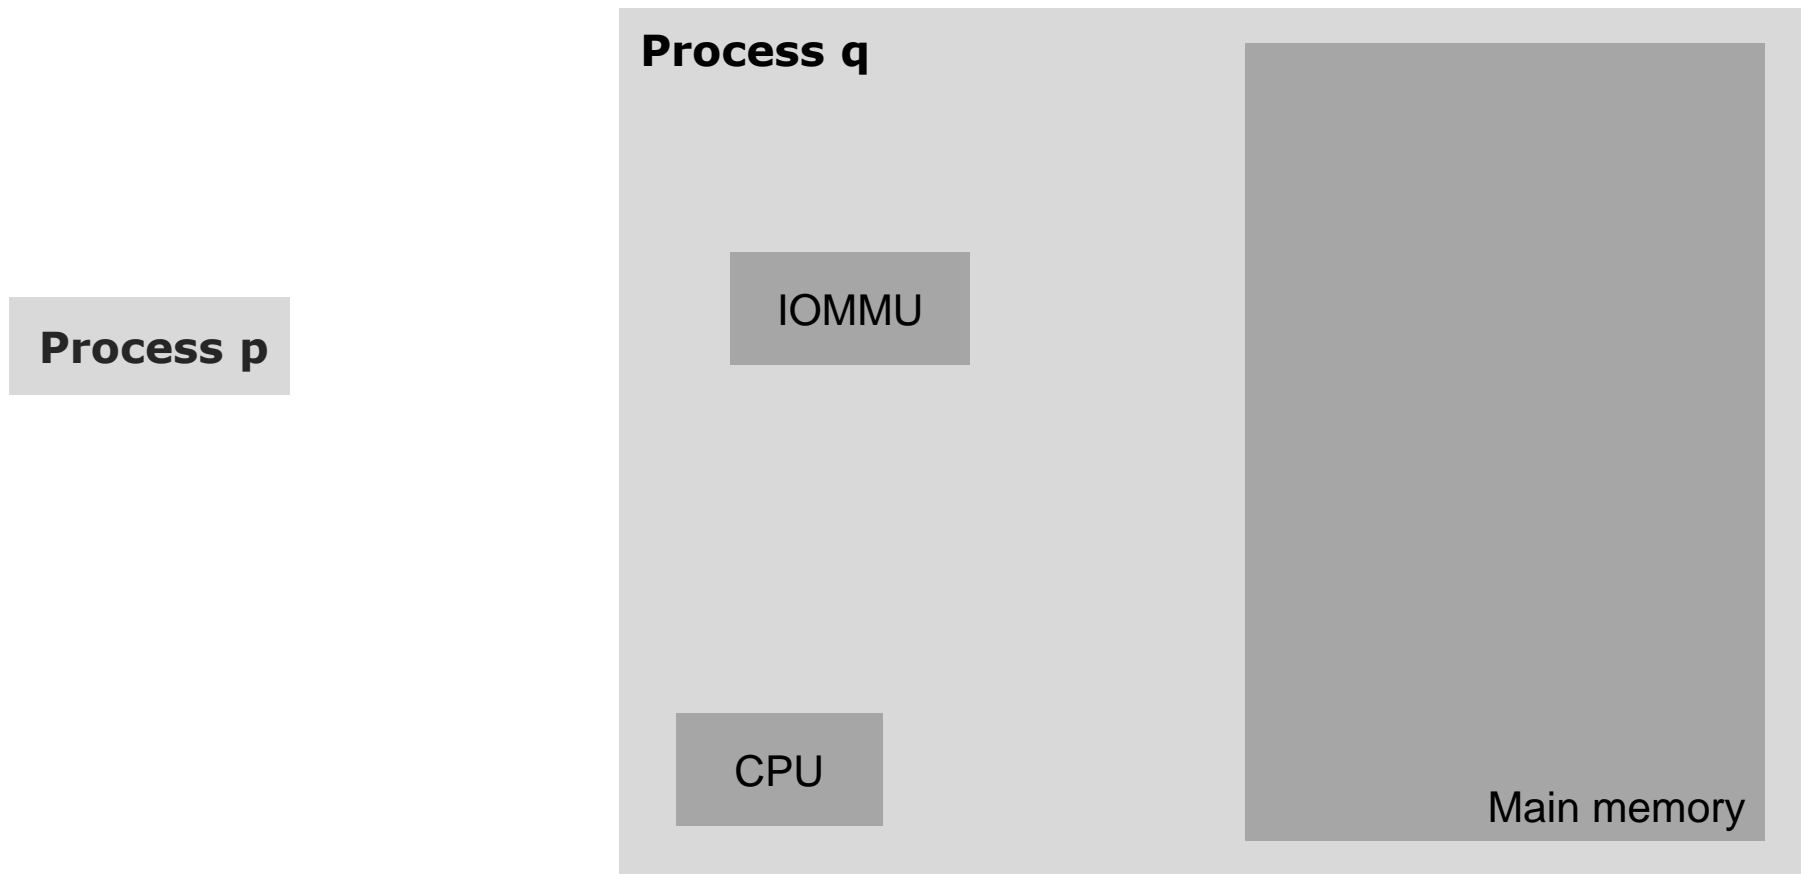 Process q
IOMMU
Process p
CPU
Main memory